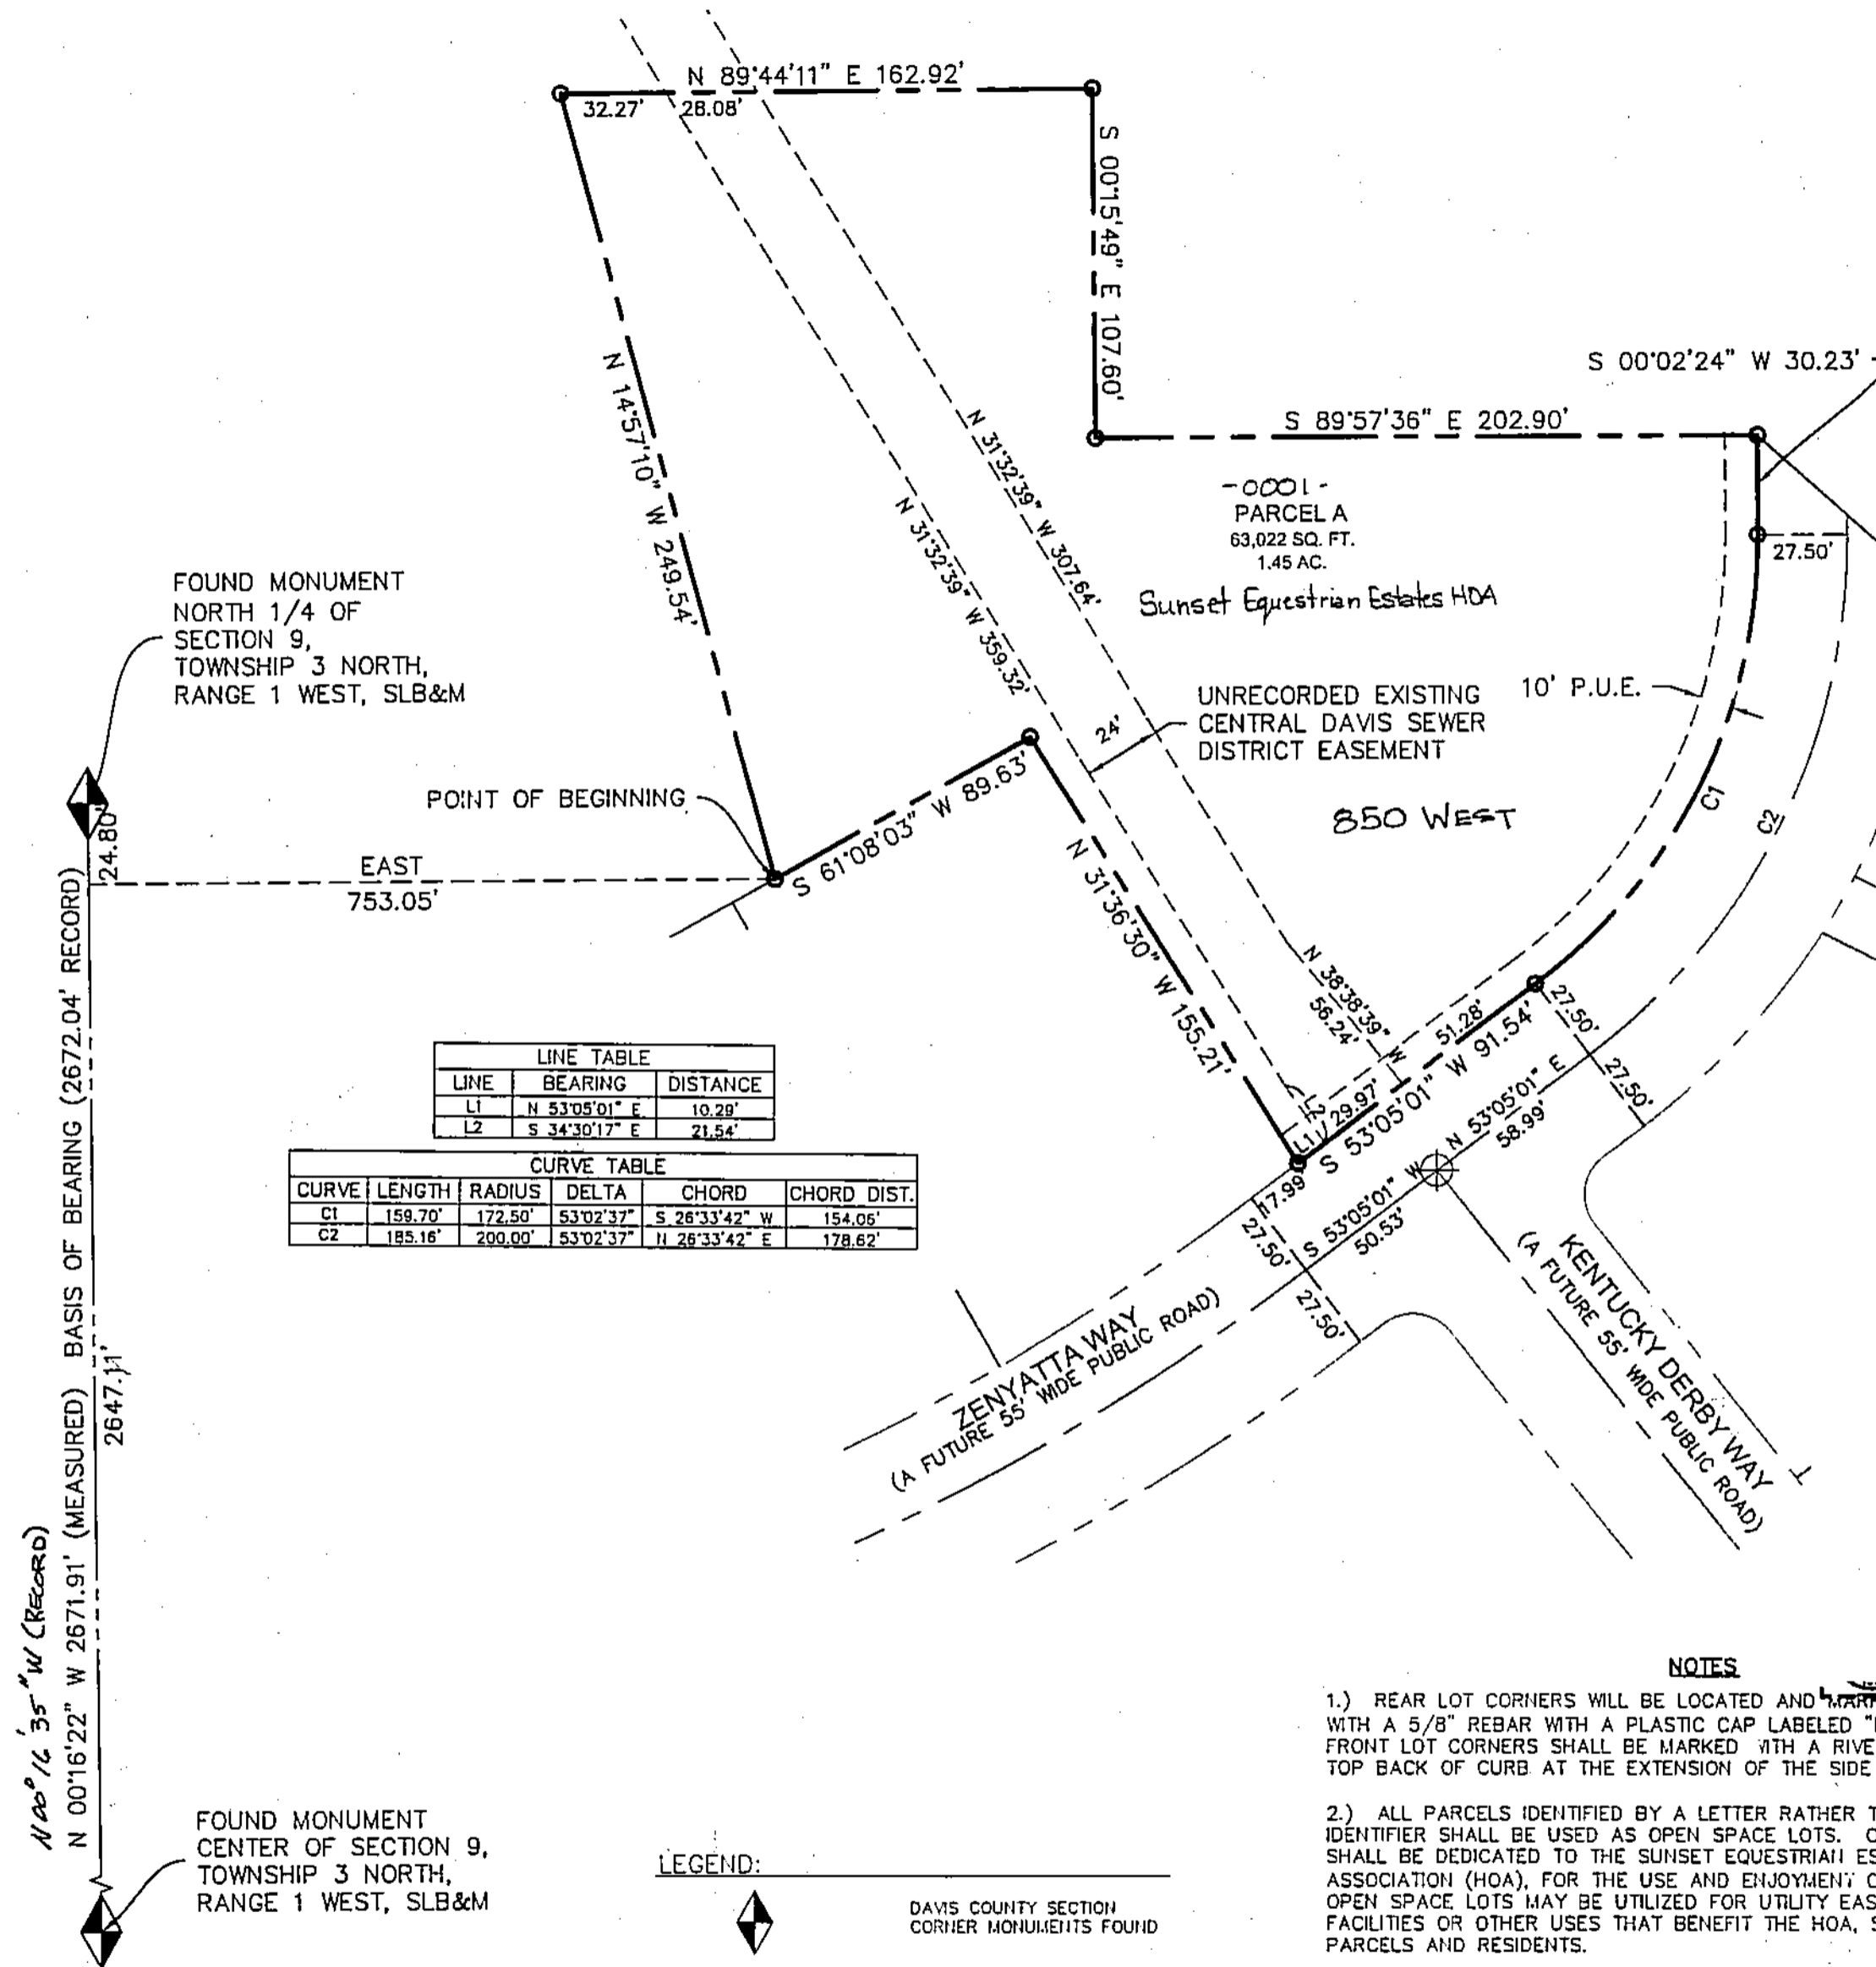 N 89°44'11" E 162.92'
32.27'
28.08'
S 00°15'49" E 107.60'
S 00°02'24" W 30.23'
S 89°57'36" E 202.90'
27.50'
N 14°57'10" W 249.54'
N 31°32'39" W 307.64'
N 31°32'39" W 359.32'
-0001-
PARCEL A
63,022 SQ. FT.
1.45 AC.
Sunset Equestrian Estates HOA
FOUND MONUMENT
NORTH 1/4 OF
SECTION 9,
TOWNSHIP 3 NORTH,
RANGE 1 WEST, SLB&M
UNRECORDED EXISTING
CENTRAL DAVIS SEWER
DISTRICT EASEMENT
10' P.U.E.
24'
POINT OF BEGINNING
S 61°08'03" W 89.63'
850 WEST
C1
C2
24.80'
EAST
753.05'
N 31°36'30" W 155.21'
N 38°38'39" W
56.24'
51.28'
S 53°05'01" W 91.54'
29.97'
L2
L1
27.50'
27.50'
N 53°05'01" E
58.99'
17.99
27.50'
S 53°05'01" W
50.53'
27.50'
LINE TABLE
LINE BEARING DISTANCE
L1 N 53°05'01" E 10.29'
L2 S 34°30'17" E 21.54'
CURVE TABLE
CURVE LENGTH RADIUS DELTA CHORD CHORD DIST.
C1 159.70' 172.50' 53°02'37" S 26°33'42" W 154.05'
C2 185.16' 200.00' 53°02'37" N 26°33'42" E 178.62'
ZENYATTA WAY
(A FUTURE 55' WIDE PUBLIC ROAD)
KENTUCKY DERBY WAY
(A FUTURE 55' WIDE PUBLIC ROAD)
N00°16'35"W (RECORD)
N 00°16'22" W 2671.91' (MEASURED) BASIS OF BEARING (2672.04' RECORD)
2647.11'
FOUND MONUMENT
CENTER OF SECTION 9,
TOWNSHIP 3 NORTH,
RANGE 1 WEST, SLB&M
LEGEND:
DAVIS COUNTY SECTION
CORNER MONUMENTS FOUND
NOTES
1.) REAR LOT CORNERS WILL BE LOCATED AND
WITH A 5/8" REBAR WITH A PLASTIC CAP LABELED "
FRONT LOT CORNERS SHALL BE MARKED WITH A RIVE
TOP BACK OF CURB AT THE EXTENSION OF THE SIDE
2.) ALL PARCELS IDENTIFIED BY A LETTER RATHER T
IDENTIFIER SHALL BE USED AS OPEN SPACE LOTS. O
SHALL BE DEDICATED TO THE SUNSET EQUESTRIAN ES
ASSOCIATION (HOA), FOR THE USE AND ENJOYMENT O
OPEN SPACE LOTS MAY BE UTILIZED FOR UTILITY EAS
FACILITIES OR OTHER USES THAT BENEFIT THE HOA, S
PARCELS AND RESIDENTS.